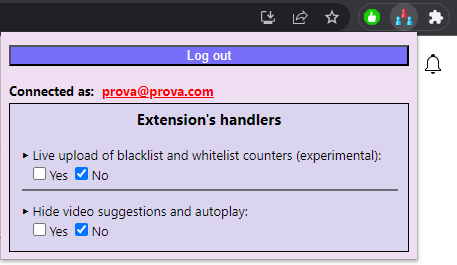 Log out
Connected as: prova@prova.com
Extension's handlers
‣ Live upload of blacklist and whitelist counters (experimental):
Yes No
‣ Hide video suggestions and autoplay:
Yes No